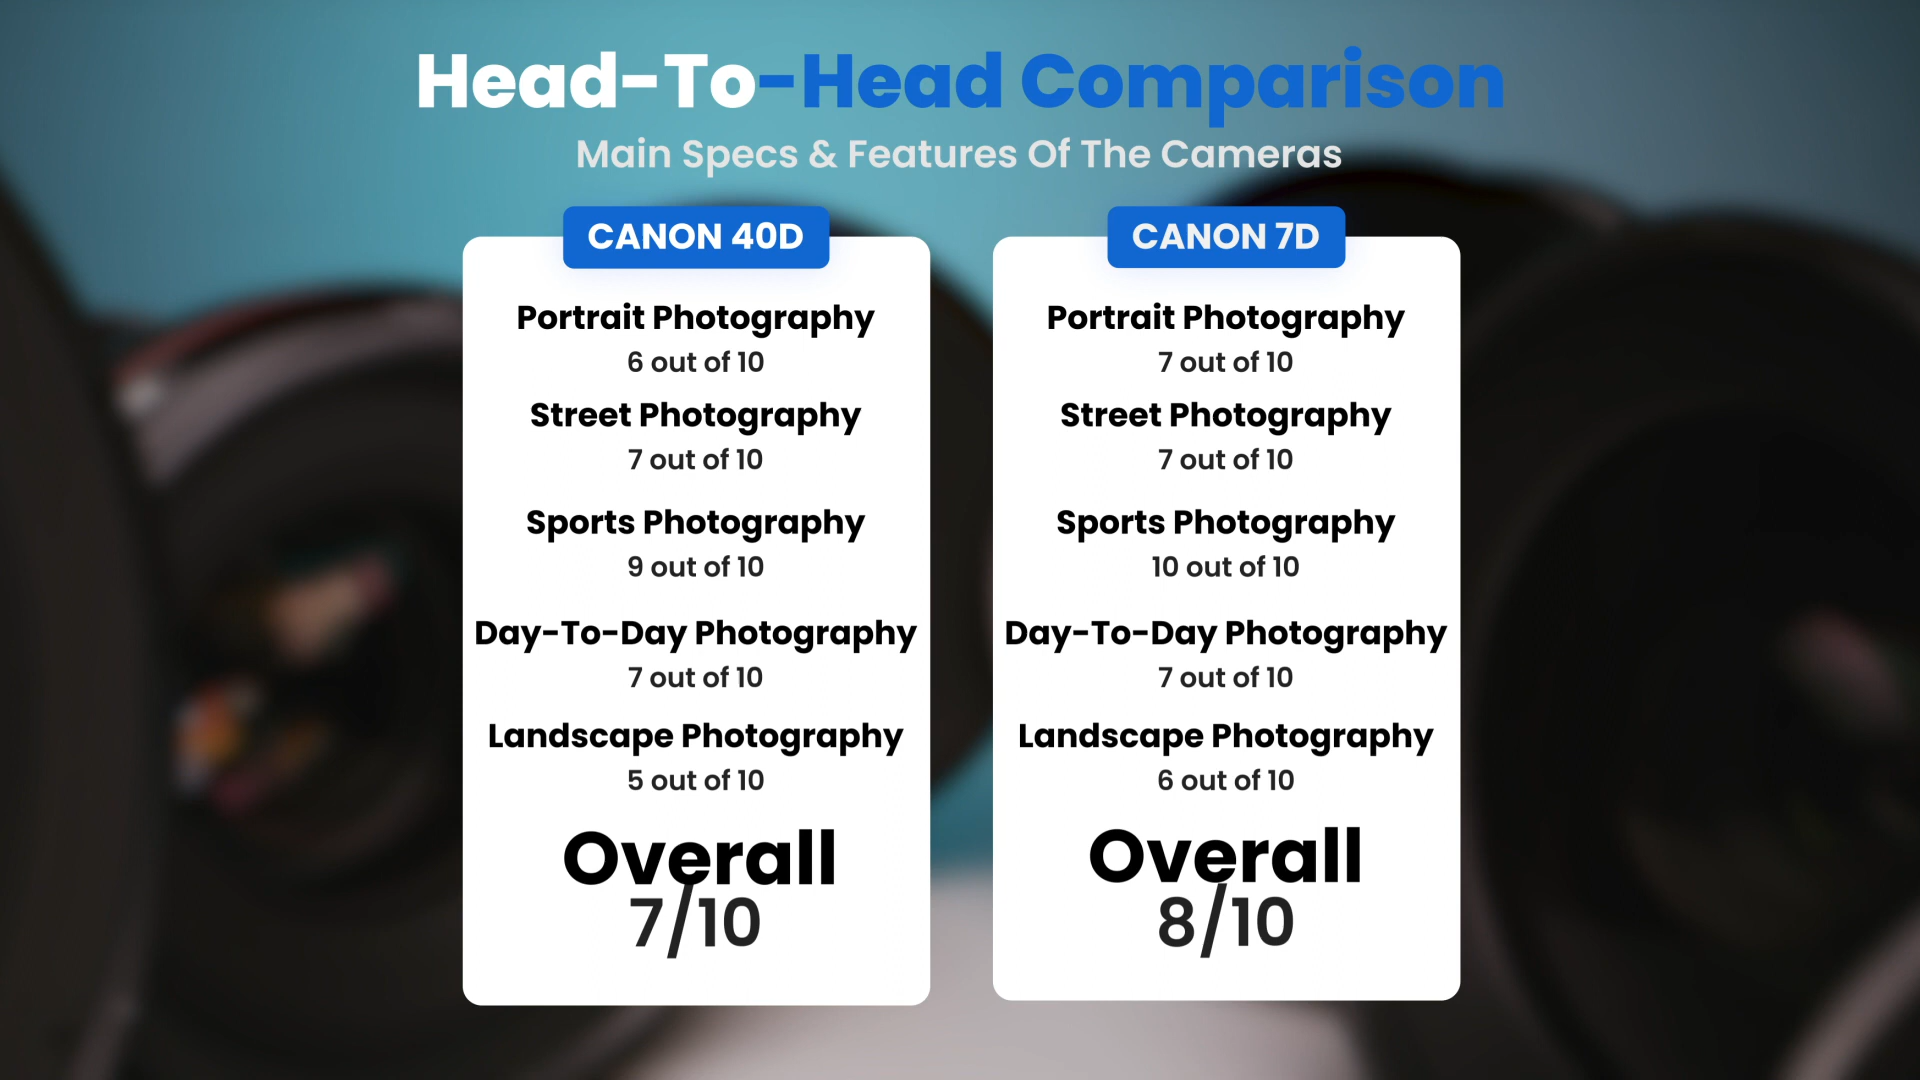 Head-To-Head Comparison
Main Specs & Features Of The Cameras
CANON 40D
Portrait Photography
6 out of 10
Street Photography
7 out of 10
Sports Photography
9 out of 10
Day-To-Day Photography
7 out of 10
Landscape Photography
5 out of 10
Overall
7/10
CANON 7D
Portrait Photography
7 out of 10
Street Photography
7 out of 10
Sports Photography
10 out of 10
Day-To-Day Photography
7 out of 10
Landscape Photography
6 out of 10
Overall
8/10